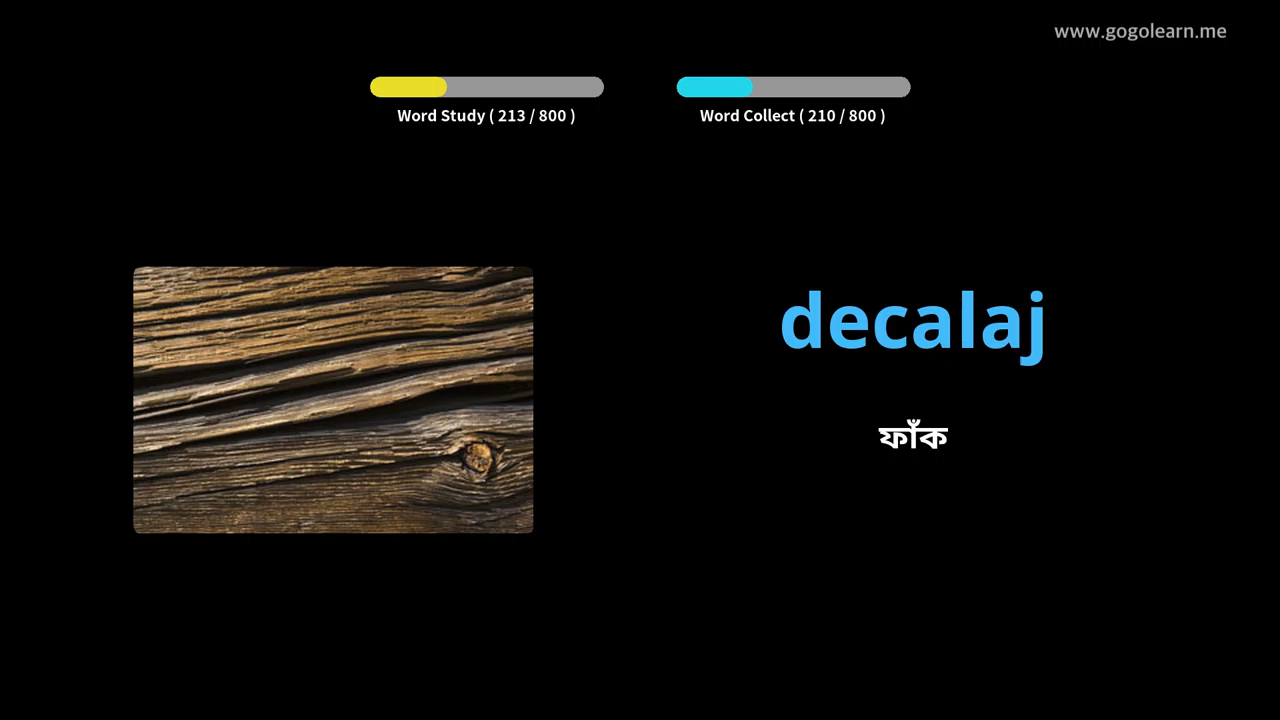 www.gogolearn.me
Word Study ( 213 / 800 )
Word Collect ( 210 / 800 )
decalaj
ফাঁক